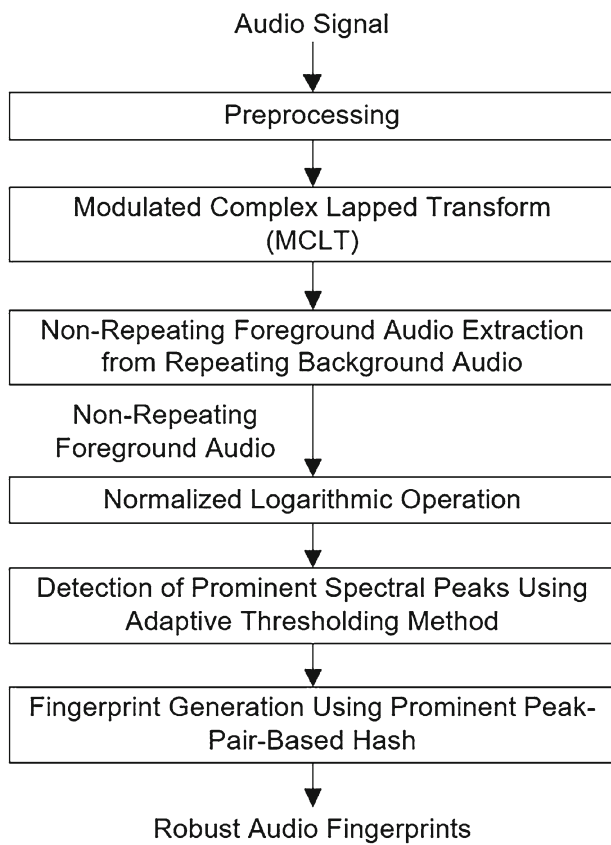 Audio Signal
Preprocessing
Modulated Complex Lapped Transform
(MCLT)
Non-Repeating Foreground Audio Extraction
from Repeating Background Audio
Non-Repeating
Foreground Audio
Normalized Logarithmic Operation
Detection of Prominent Spectral Peaks Using
Adaptive Thresholding Method
Fingerprint Generation Using Prominent Peak-
Pair-Based Hash
Robust Audio Fingerprints